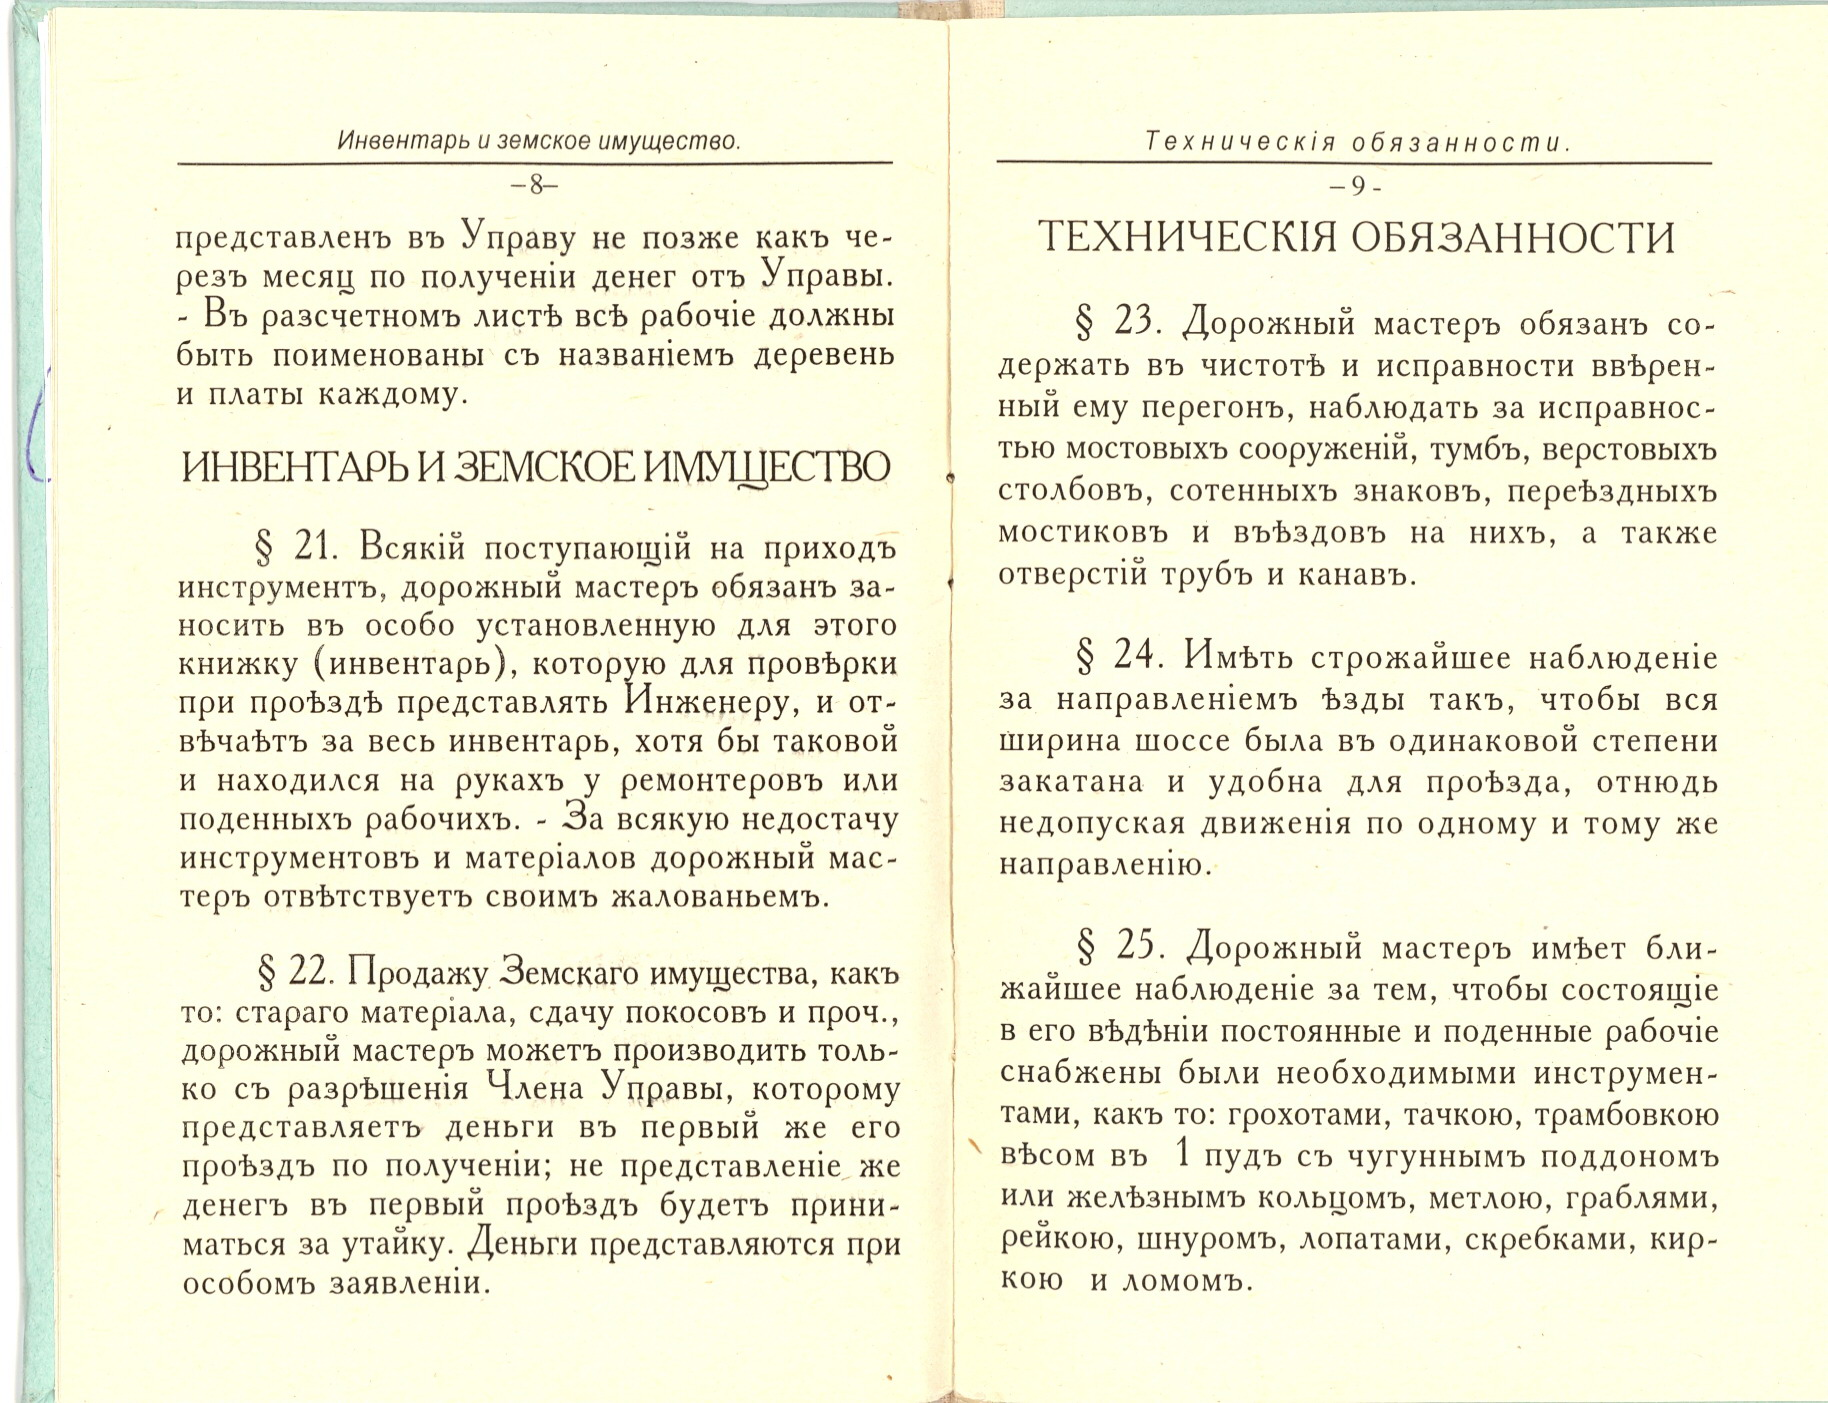 Инвентарь и земское имущество.
–8–
представленъ въ Управу не позже какъ че-
резъ месяц по полученіи денег отъ Управы.
- Въ разсчетномъ листѣ всѣ рабочіе должны
быть поименованы съ названіемъ деревень
и платы каждому.
ИНВЕНТАРЬ И ЗЕМСКОЕ ИМУЩЕСТВО
§ 21. Всякій поступающій на приходъ
инструментъ, дорожный мастеръ обязанъ за-
носить въ особо установленную для этого
книжку (инвентарь), которую для провѣрки
при проѣздѣ представлять Инженеру, и от-
вѣчаѣтъ за весь инвентарь, хотя бы таковой
и находился на рукахъ у ремонтеровъ или
поденныхъ рабочихъ. - За всякую недостачу
инструментовъ и матеріалов дорожный мас-
теръ отвѣтствуетъ своимъ жалованьемъ.
§ 22. Продажу Земскаго имущества, какъ
то: стараго матеріала, сдачу покосовъ и проч.,
дорожный мастеръ можетъ производить толь-
ко съ разрѣшенія Члена Управы, которому
представляетъ деньги въ первый же его
проѣздъ по полученіи; не представленіе же
денегъ въ первый проѣздъ будетъ прини-
маться за утайку. Деньги представляются при
особомъ заявленіи.
Техническія обязанности.
–9-
ТЕХНИЧЕСКІЯ ОБЯЗАННОСТИ
§ 23. Дорожный мастеръ обязанъ со-
держать въ чистотѣ и исправности ввѣрен-
ный ему перегонъ, наблюдать за исправнос-
тью мостовыхъ сооруженій, тумбъ, верстовыхъ
столбовъ, сотенныхъ знаковъ, переѣздныхъ
мостиковъ и въѣздовъ на нихъ, а также
отверстій трубъ и канавъ.
§ 24. Имѣть строжайшее наблюденіе
за направленіемъ ѣзды такъ, чтобы вся
ширина шоссе была въ одинаковой степени
закатана и удобна для проѣзда, отнюдь
недопуская движенія по одному и тому же
направленію.
§ 25. Дорожный мастеръ имѣет бли-
жайшее наблюденіе за тем, чтобы состоящіе
в его вѣдѣніи постоянные и поденные рабочіе
снабжены были необходимыми инструмен-
тами, какъ то: грохотами, тачкою, трамбовкою
вѣсом въ 1 пудъ съ чугуннымъ поддономъ
или желѣзнымъ кольцомъ, метлою, граблями,
рейкою, шнуромъ, лопатами, скребками, кир-
кою и ломомъ.